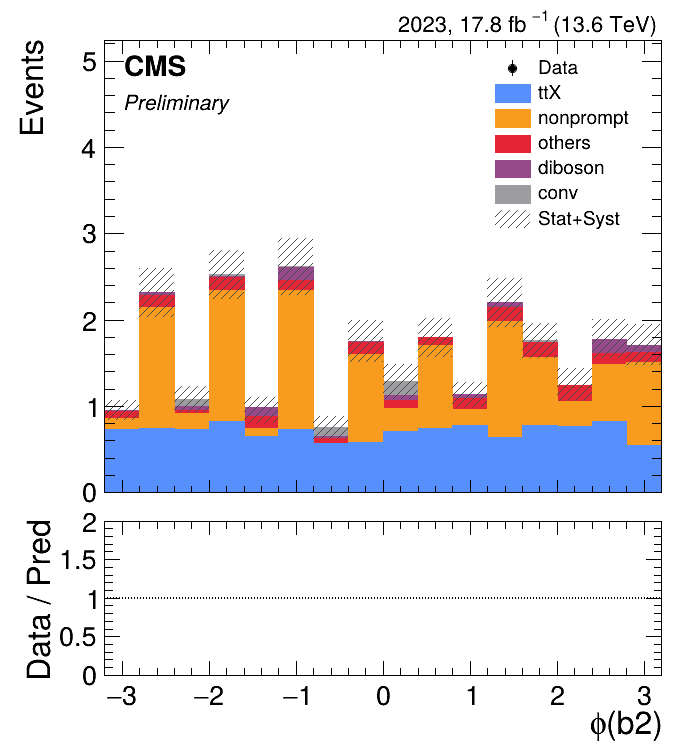 2023, 17.8 fb⁻¹ (13.6 TeV)
CMS
Preliminary
Events
Data
ttX
nonprompt
others
diboson
conv
Stat+Syst
5
4
3
2
1
0
Data / Pred
2
1.5
1
0.5
0
−3 −2 −1 0 1 2 3
ϕ(b2)